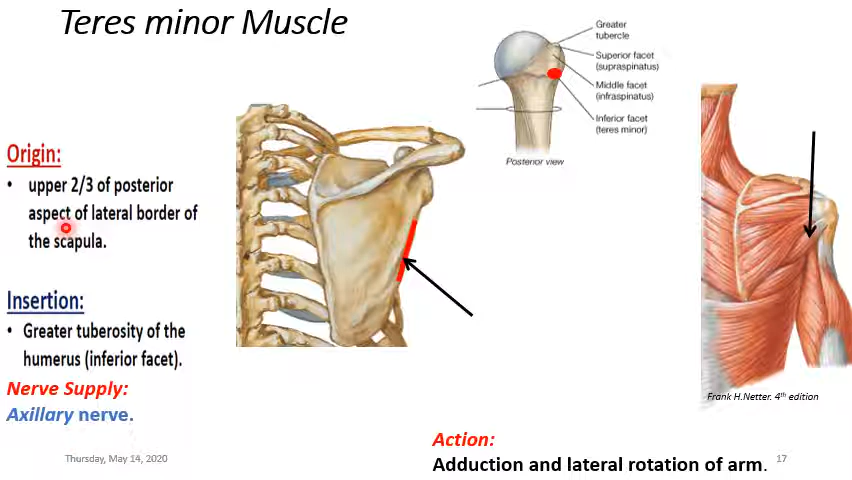 Teres minor Muscle
Greater
tubercle
Superior facet
(supraspinatus)
Middle facet
(infraspinatus)
Inferior facet
(teres minor)
Posterior view
Origin:
• upper 2/3 of posterior
aspect of lateral border of
the scapula.
Insertion:
• Greater tuberosity of the
humerus (inferior facet).
Nerve Supply:
Axillary nerve.
Frank H.Netter. 4th edition
Action:
Adduction and lateral rotation of arm.
Thursday, May 14, 2020
17